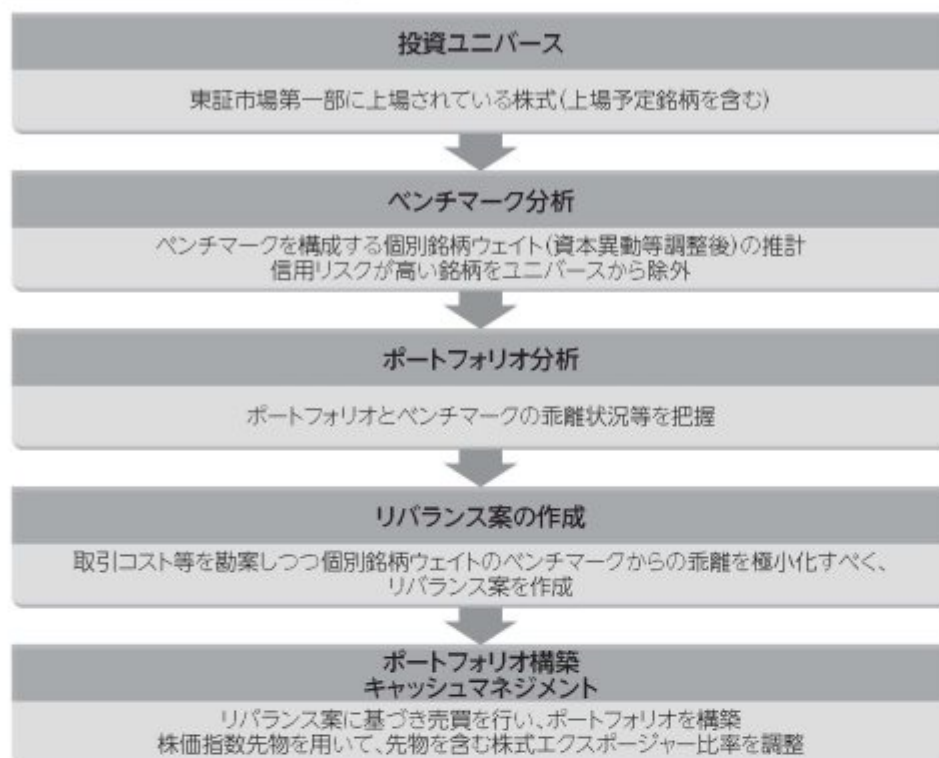 投資ユニバース
東証市場第一部に上場されている株式(上場予定銘柄を含む)
ベンチマーク分析
ベンチマークを構成する個別銘柄ウェイト(資本異動等調整後)の推計
信用リスクが高い銘柄をユニバースから除外
ポートフォリオ分析
ポートフォリオとベンチマークの乖離状況等を把握
リバランス案の作成
取引コスト等を勘案しつつ個別銘柄ウェイトのベンチマークからの乖離を極小化すべく、
リバランス案を作成
ポートフォリオ構築
キャッシュマネジメント
リバランス案に基づき売買を行い、ポートフォリオを構築
株価指数先物を用いて、先物を含む株式エクスポージャー比率を調整